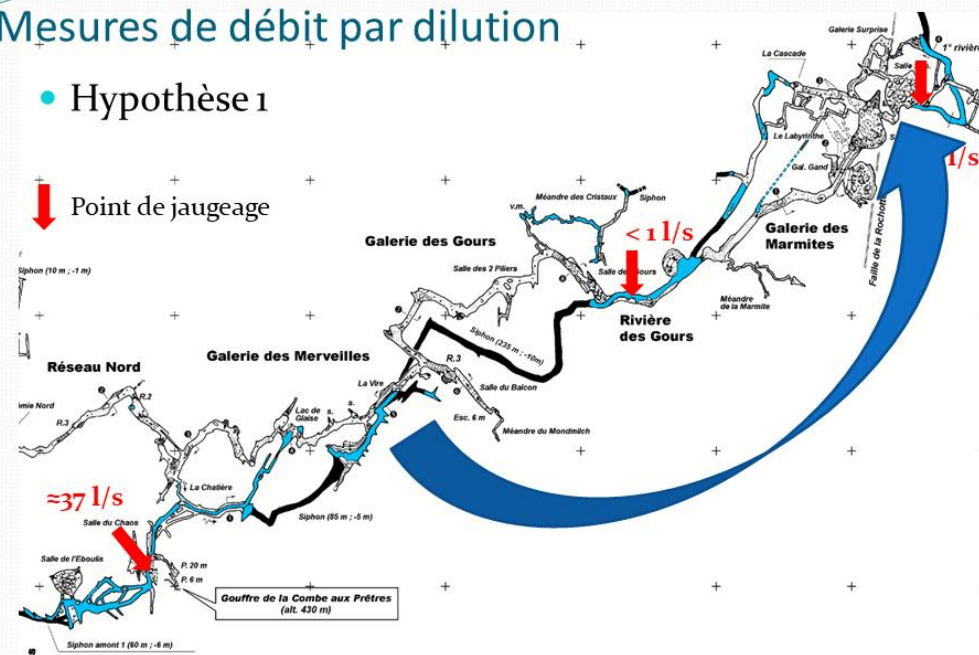 Mesures de débit par dilution
Hypothèse 1
Point de jaugeage
Galerie Surprise
1° rivière
La Cascade
Salle
Le Labyrinthe
Gal. Gand
l/s
Méandre des Cristaux
Siphon
v.m.
< 1 l/s
Galerie des
Marmites
Faille de la
Galerie des Gours
Siphon (10 m ; -1 m)
Salle des 2 Piliers
Salle des Gours
Méandre
de la Marmite
Rivière
des Gours
Siphon (235 m ; -10m)
Réseau Nord
Galerie des Merveilles
R.3
La Vire
Salle du Balcon
R.2
Nord
R.3
Lac de
Glaise
s.
s.
Esc. 6 m
Méandre du Mondmilch
La Chatière
≈37 l/s
Salle du Chaos
Siphon (85 m ; -5 m)
Salle de l'Eboulis
P. 20 m
P. 6 m
Gouffre de la Combe aux Prêtres
(alt. 430 m)
Siphon amont 1 (60 m ; -6 m)